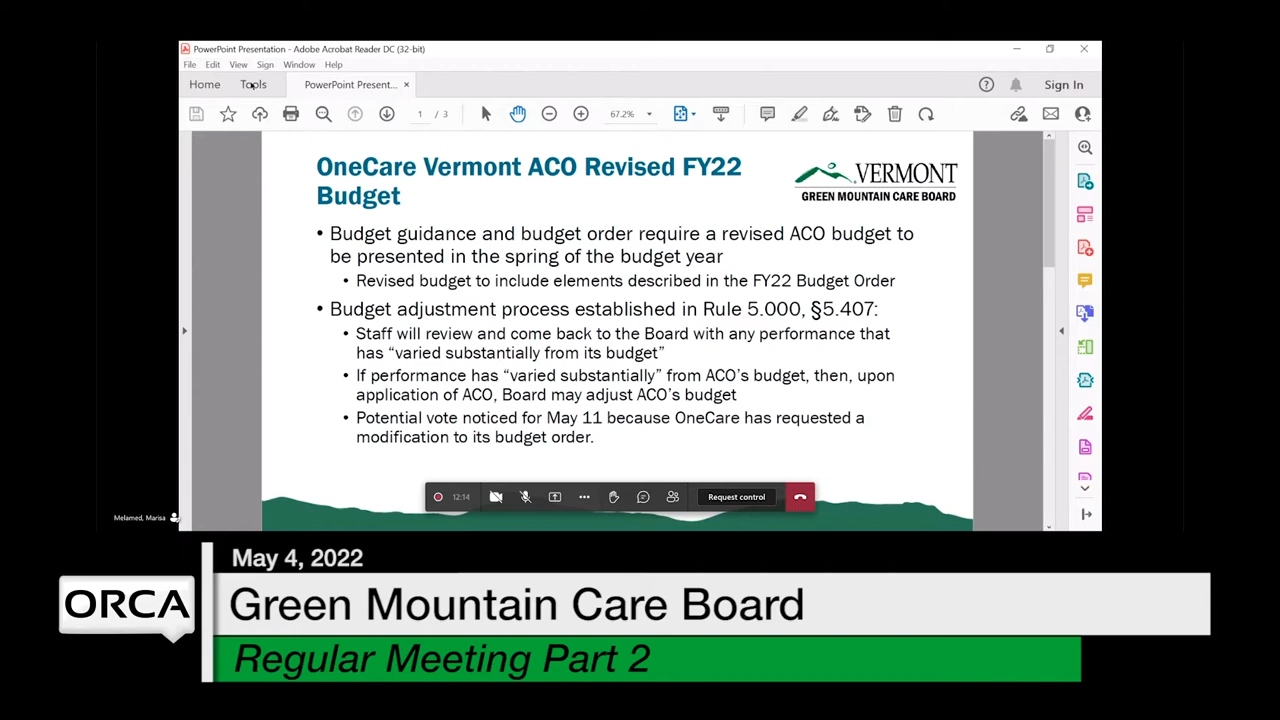 PowerPoint Presentation - Adobe Acrobat Reader DC (32-bit)
File Edit View Sign Window Help
Home Tools PowerPoint Present... × Sign In
1 / 3 67.2%
OneCare Vermont ACO Revised FY22
Budget
VERMONT
GREEN MOUNTAIN CARE BOARD
• Budget guidance and budget order require a revised ACO budget to
be presented in the spring of the budget year
• Revised budget to include elements described in the FY22 Budget Order
• Budget adjustment process established in Rule 5.000, §5.407:
• Staff will review and come back to the Board with any performance that
has “varied substantially from its budget”
• If performance has “varied substantially” from ACO’s budget, then, upon
application of ACO, Board may adjust ACO’s budget
• Potential vote noticed for May 11 because OneCare has requested a
modification to its budget order.
12:14 Request control
Melamed, Marisa
May 4, 2022
ORCA
Green Mountain Care Board
Regular Meeting Part 2